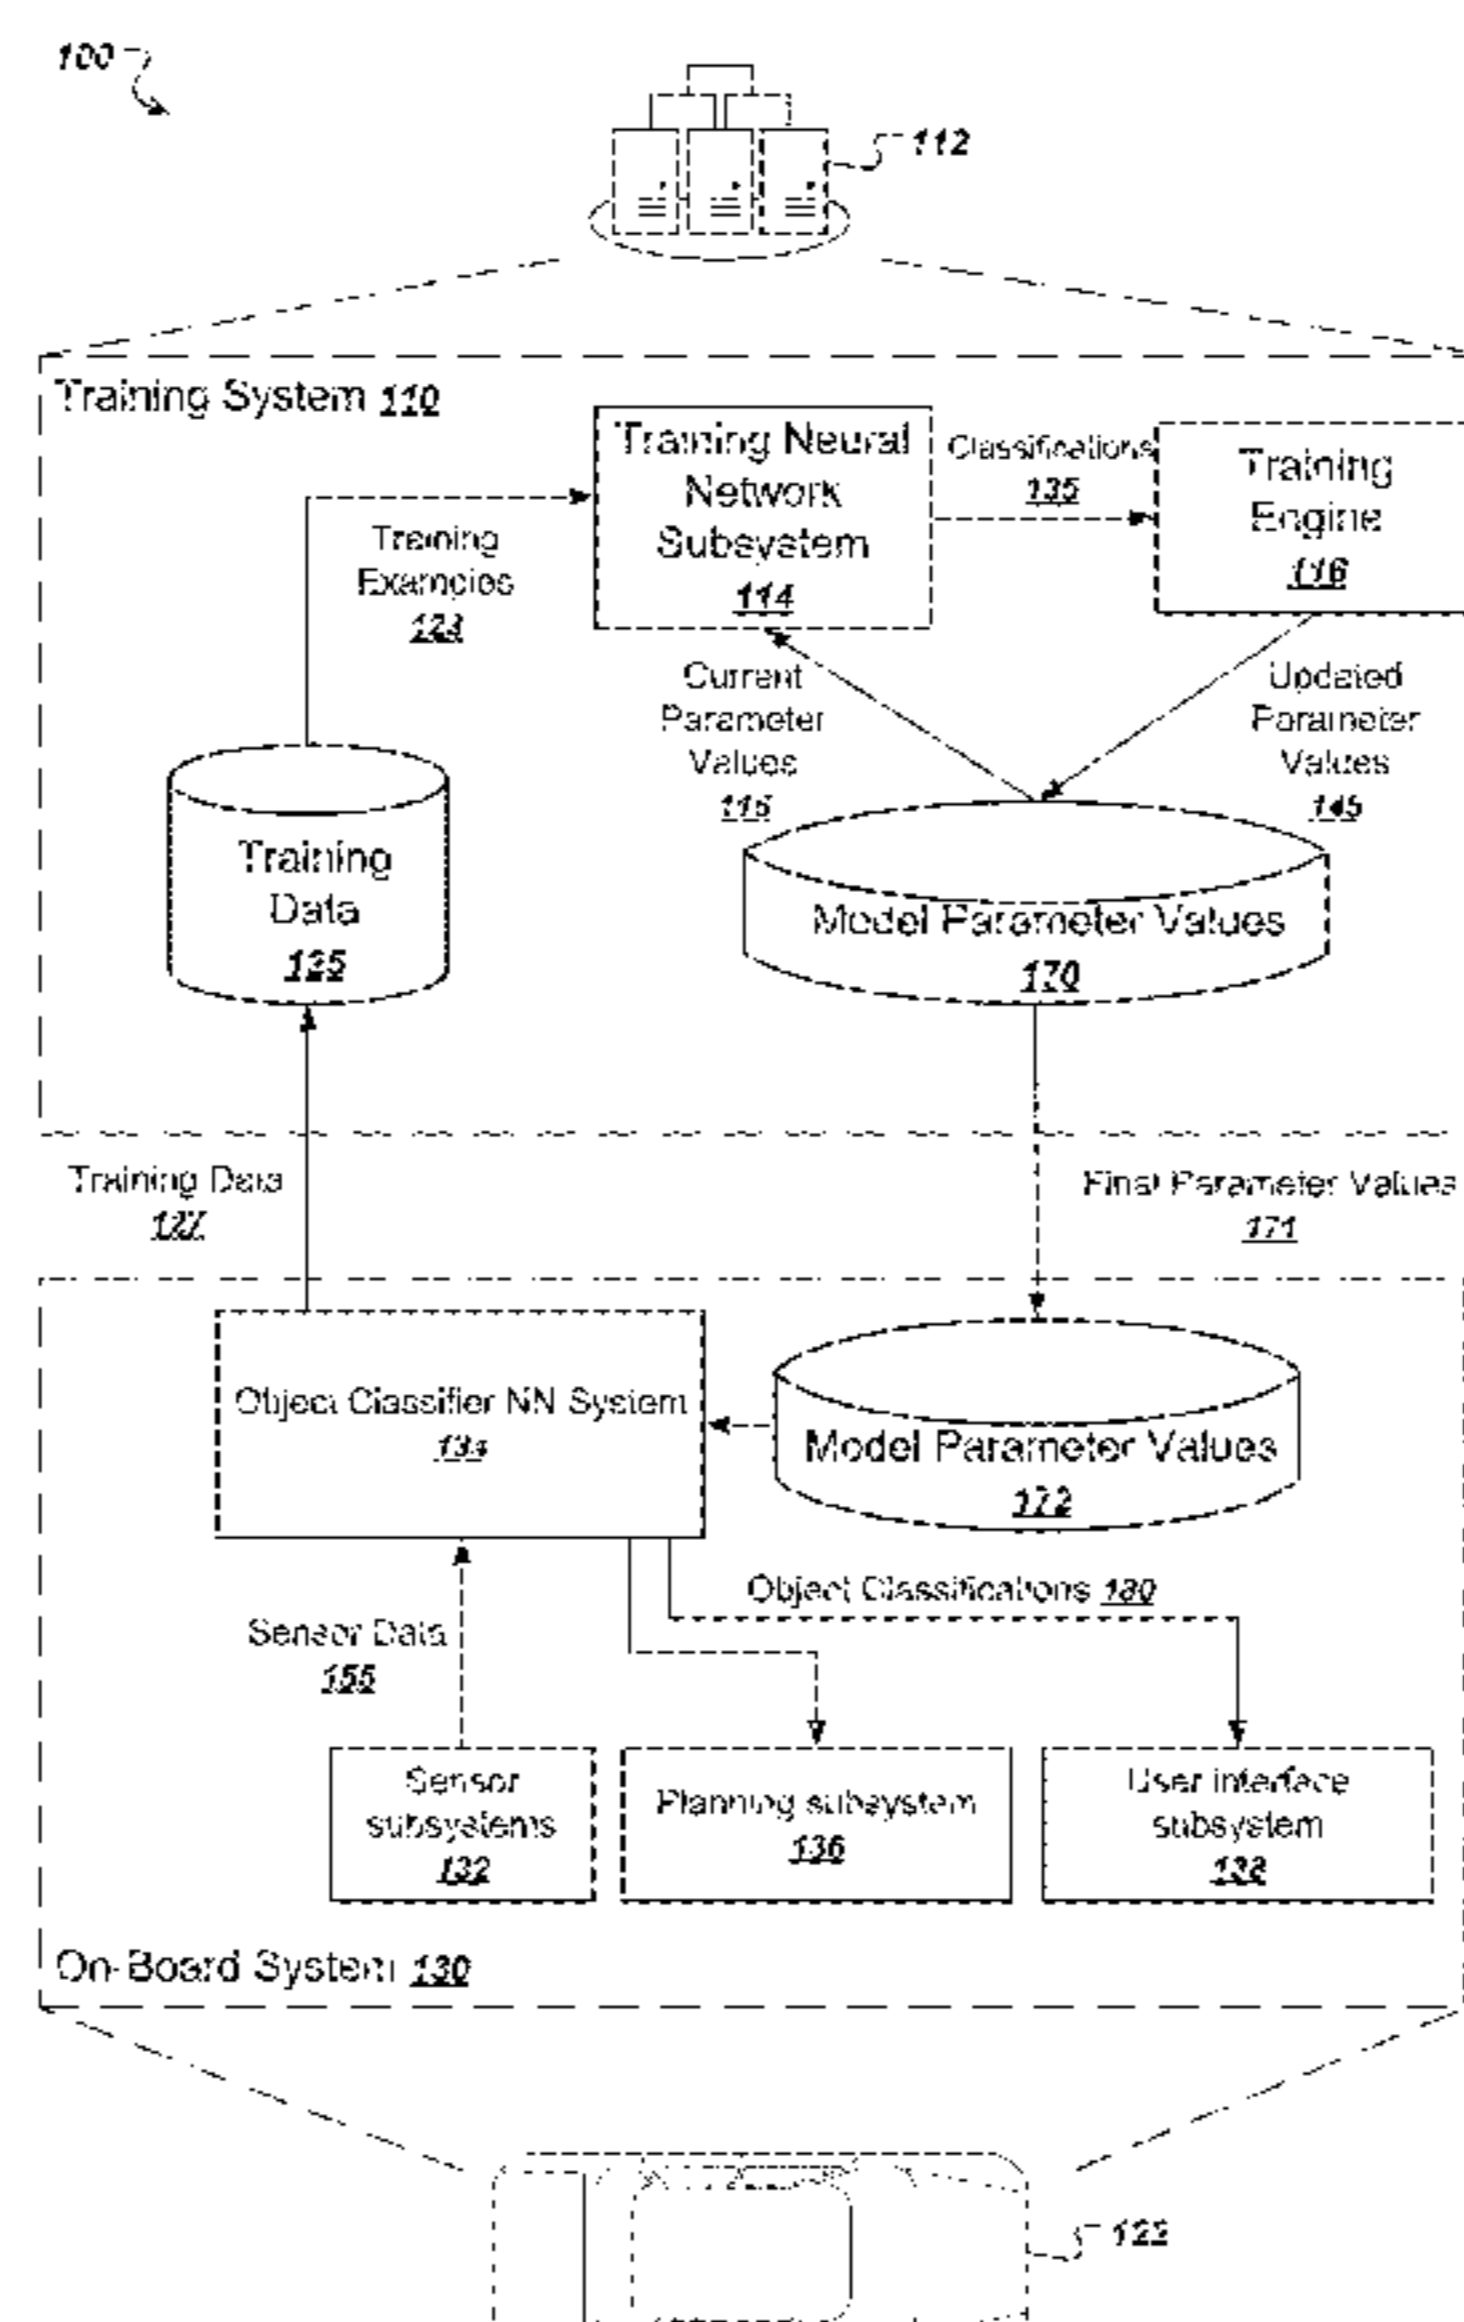 100
112
Training System 110
Training Neural
Network
Subsystem
114
Classifications
135
Training
Engine
116
Training
Examples
123
Current
Parameter
Values
115
Updated
Parameter
Values
145
Training
Data
125
Model Parameter Values
170
Training Data
127
Final Parameter Values
171
Object Classifier NN System
134
Model Parameter Values
172
Object Classifications 180
Sensor Data
155
Sensor
subsystems
132
Planning subsystem
136
User interface
subsystem
138
On-Board System 130
122